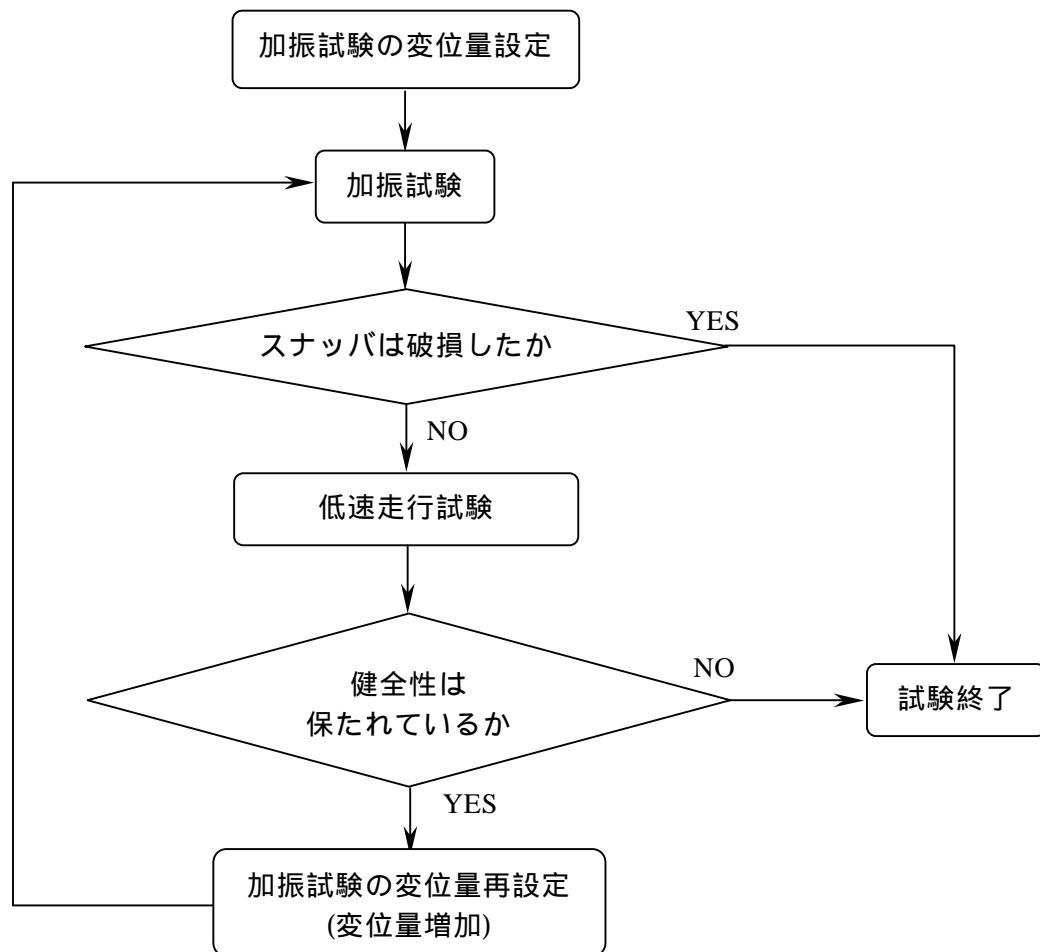 加振試験の変位量設定
加振試験
スナッバは破損したか
YES
NO
低速走行試験
健全性は
保たれているか
NO
試験終了
YES
加振試験の変位量再設定
(変位量増加)